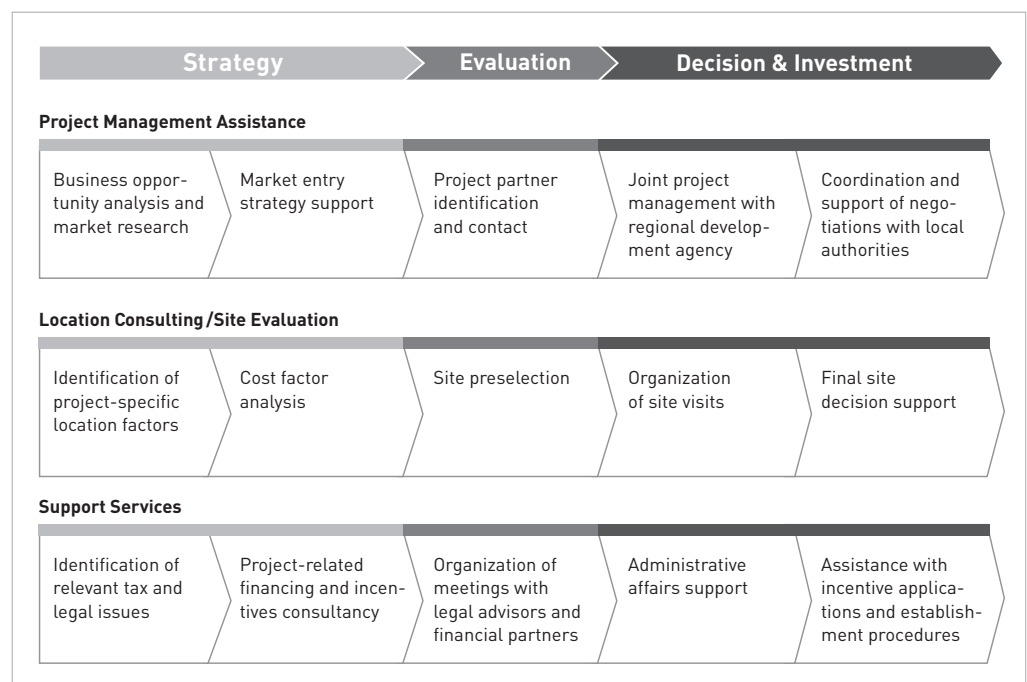 Strategy
Evaluation
Decision & Investment
Project Management Assistance
Business oppor-
tunity analysis and
market research
Market entry
strategy support
Project partner
identification
and contact
Joint project
management with
regional develop-
ment agency
Coordination and
support of nego-
tiations with local
authorities
Location Consulting/Site Evaluation
Identification of
project-specific
location factors
Cost factor
analysis
Site preselection
Organization
of site visits
Final site
decision support
Support Services
Identification of
relevant tax and
legal issues
Project-related
financing and incen-
tives consultancy
Organization of
meetings with
legal advisors and
financial partners
Administrative
affairs support
Assistance with
incentive applica-
tions and establish-
ment procedures